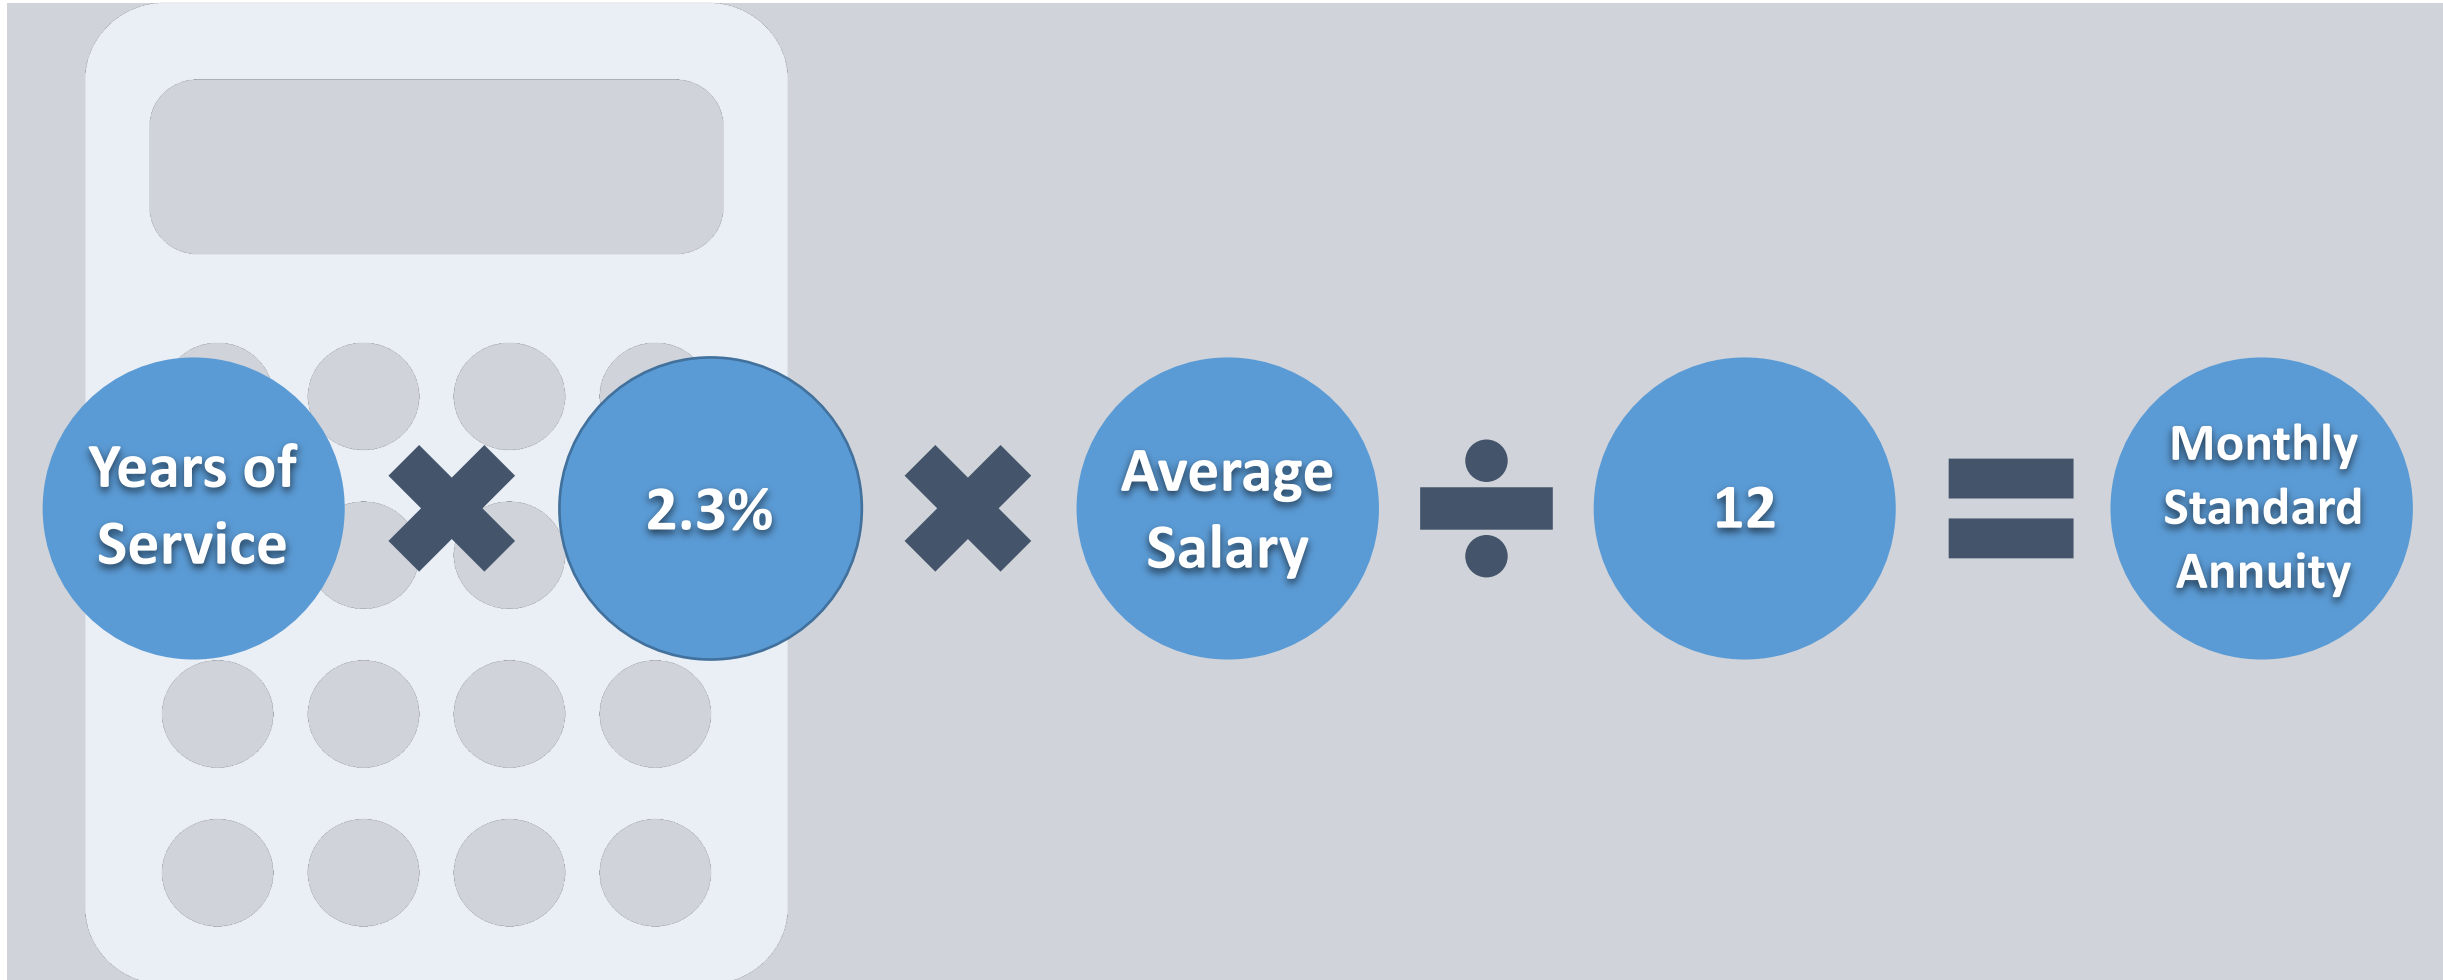 Years of
Service
2.3%
Average
Salary
12
Monthly
Standard
Annuity